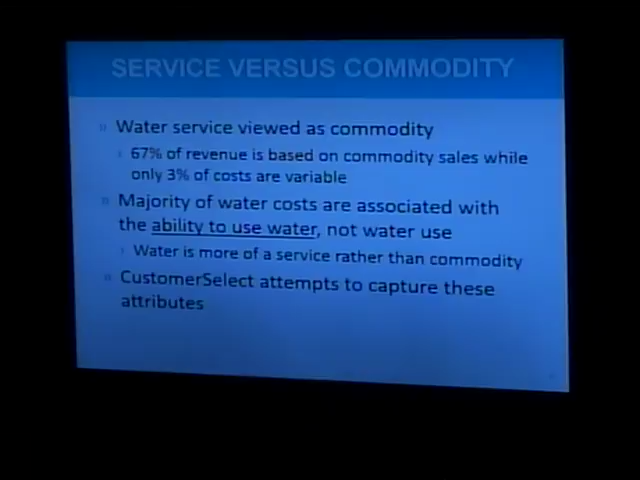 SERVICE VERSUS COMMODITY
» Water service viewed as commodity
› 67% of revenue is based on commodity sales while
only 3% of costs are variable
» Majority of water costs are associated with
the ability to use water, not water use
› Water is more of a service rather than commodity
» CustomerSelect attempts to capture these
attributes